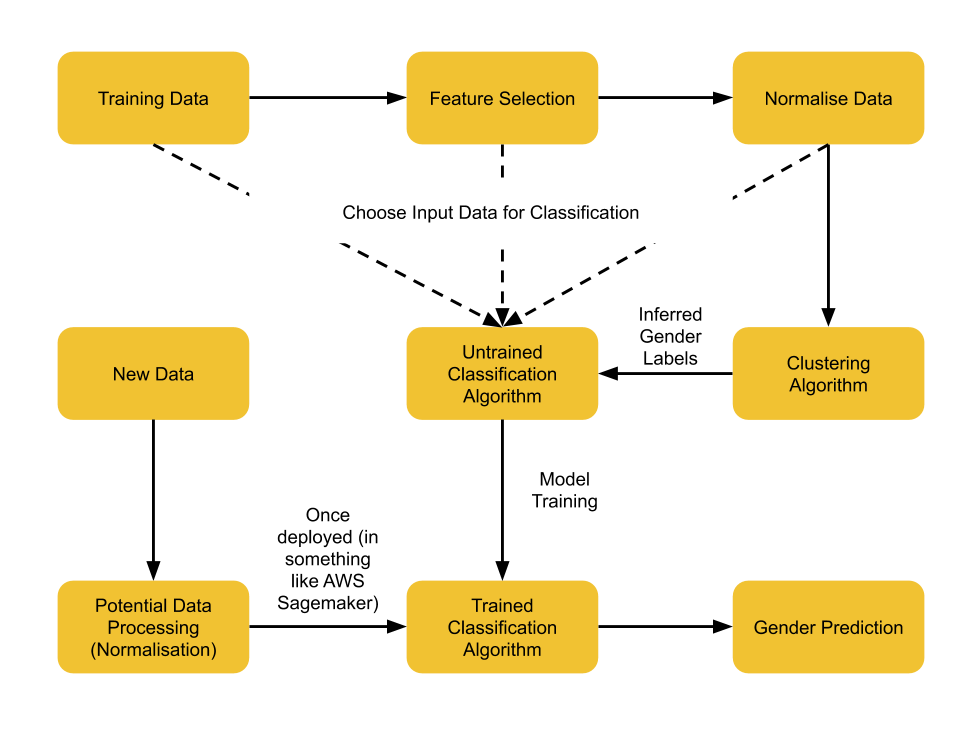 Training Data
Feature Selection
Normalise Data
Choose Input Data for Classification
Inferred
Gender
Labels
New Data
Untrained
Classification
Algorithm
Clustering
Algorithm
Model
Training
Once
deployed (in
something
like AWS
Sagemaker)
Potential Data
Processing
(Normalisation)
Trained
Classification
Algorithm
Gender Prediction